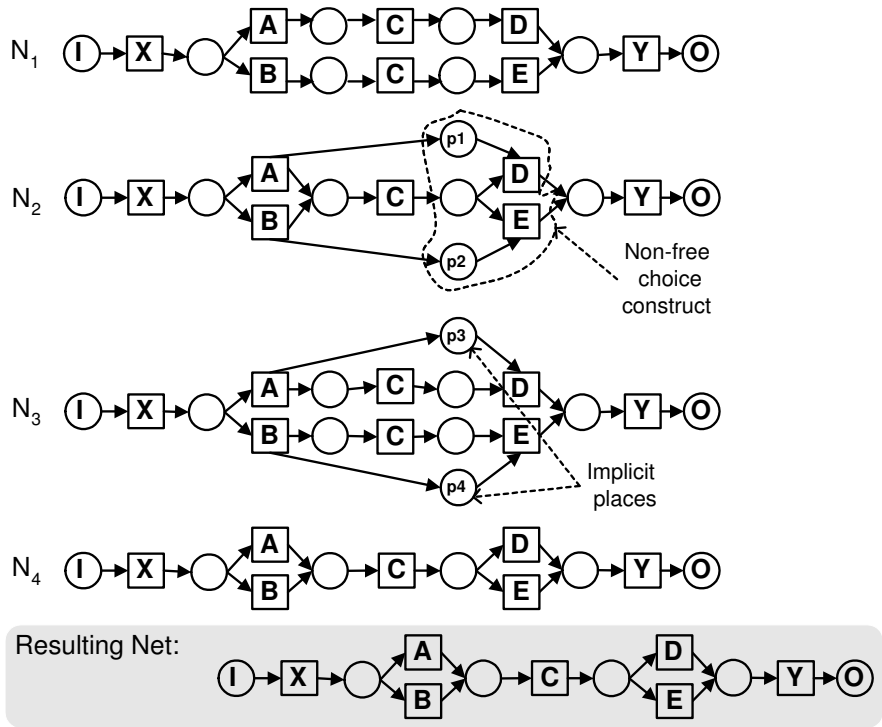 N1 I X A C D B C E Y O
N2 I X A B C p1 p2 D E Y O
Non-free
choice
construct
N3 I X A C D B C E p3 p4 Y O
Implicit
places
N4 I X A B C D E Y O
Resulting Net:
I X A B C D E Y O